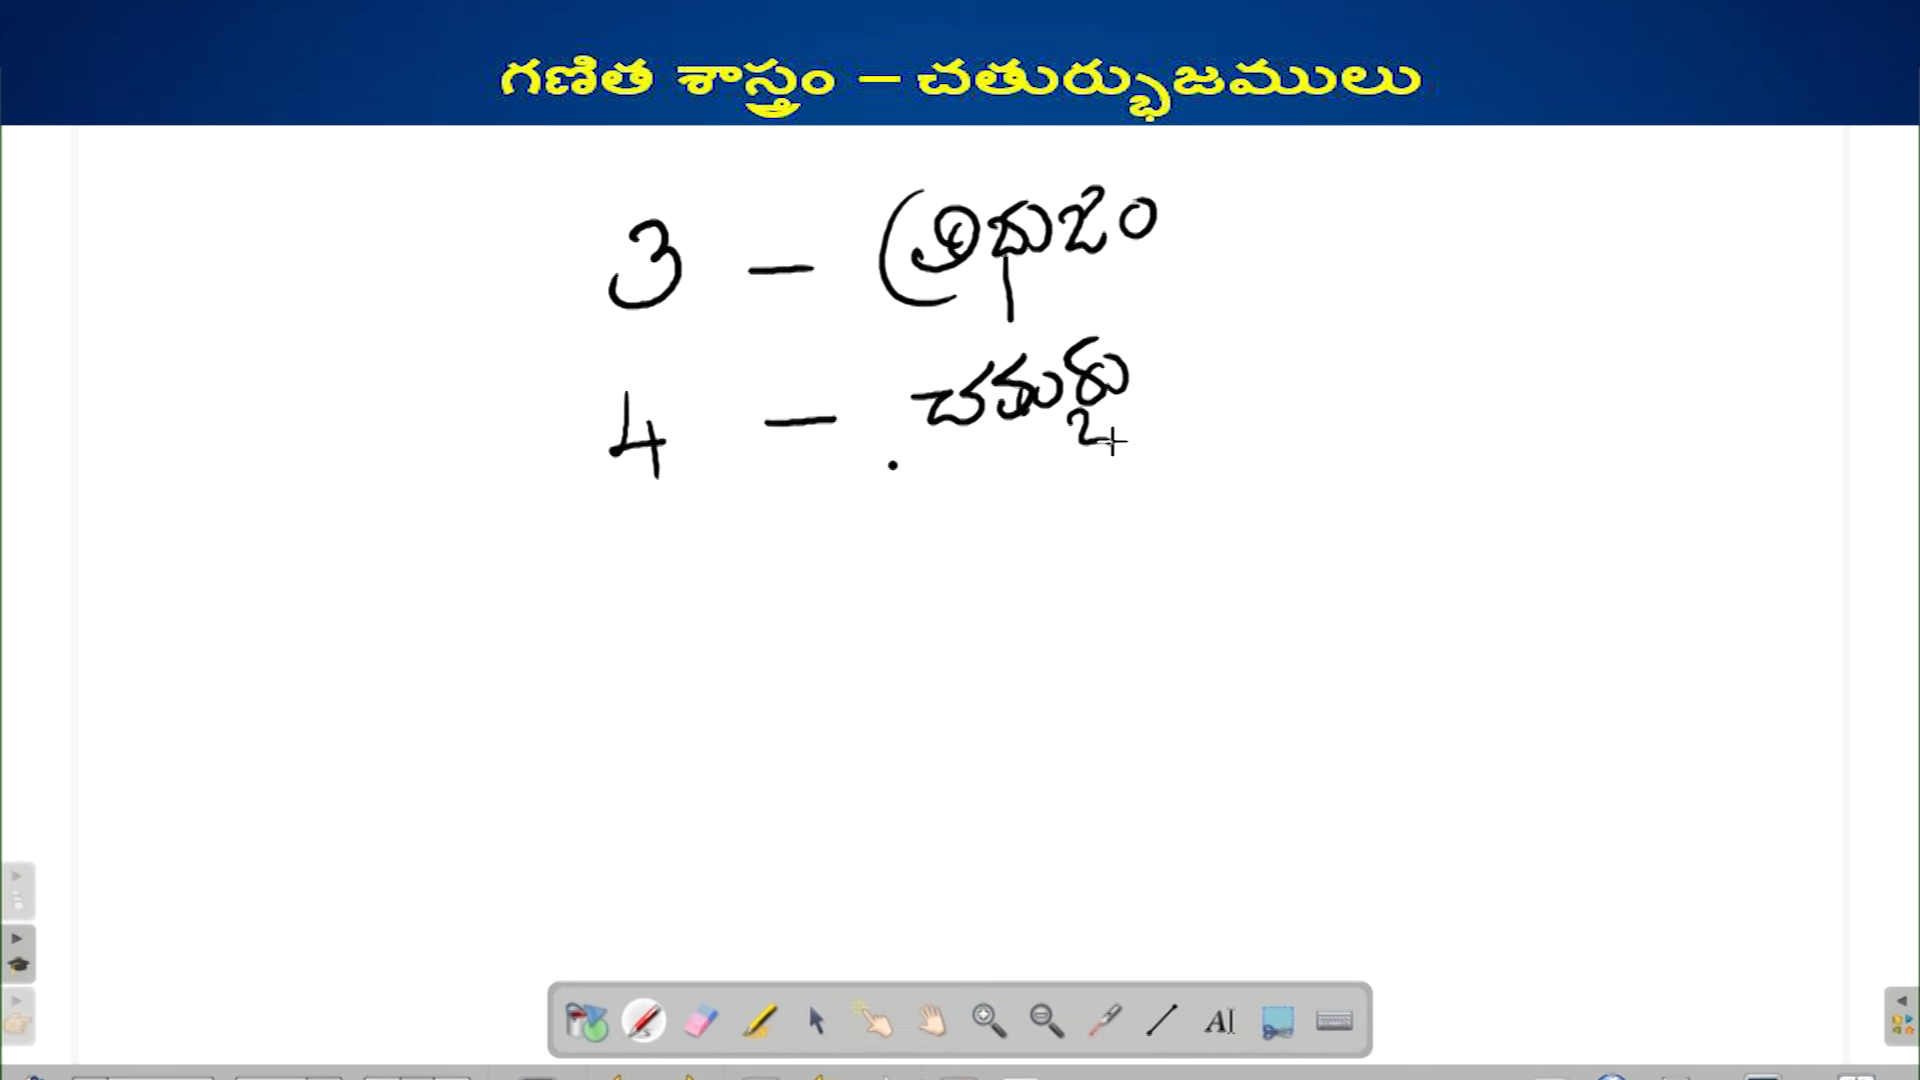 గణిత శాస్త్రం – చతుర్భుజములు
3 – త్రిభుజం
4 – చతుర్భు